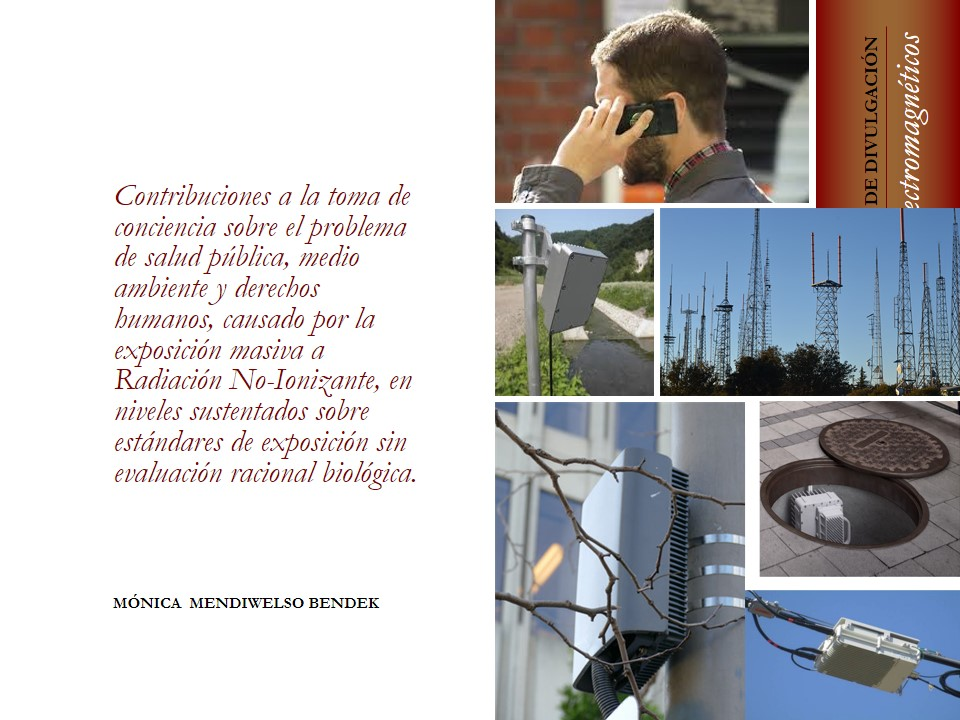 Contribuciones a la toma de
conciencia sobre el problema
de salud pública, medio
ambiente y derechos
humanos, causado por la
exposición masiva a
Radiación No-Ionizante, en
niveles sustentados sobre
estándares de exposición sin
evaluación racional biológica.
MÓNICA MENDIWELSO BENDEK
DE DIVULGACIÓN
ectromagnéticos